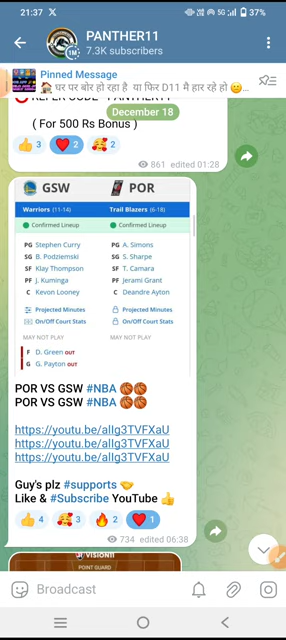 21:37
37%
PANTHER11
1M
7.3K subscribers
Pinned Message
घर पर बोर हो रहा है या फिर D11 मै हार रहे हो
REFER CODE - PANTHER11
December 18
( For 500 Rs Bonus )
3 2 2
861 edited 01:28
GSW POR
Warriors (11-14) Trail Blazers (6-18)
Confirmed Lineup Confirmed Lineup
PG Stephen Curry PG A. Simons
SG B. Podziemski SG S. Sharpe
SF Klay Thompson SF T. Camara
PF J. Kuminga PF Jerami Grant
C Kevon Looney C Deandre Ayton
Projected Minutes Projected Minutes
On/Off Court Stats On/Off Court Stats
MAY NOT PLAY MAY NOT PLAY
F D. Green OUT
G G. Payton OUT
POR VS GSW #NBA
POR VS GSW #NBA
https://youtu.be/alIg3TVFXaU
https://youtu.be/alIg3TVFXaU
https://youtu.be/alIg3TVFXaU
Guy's plz #supports
Like & #Subscribe YouTube
4 3 2 1
734 edited 06:38
VISION11
POINT GUARD
Broadcast